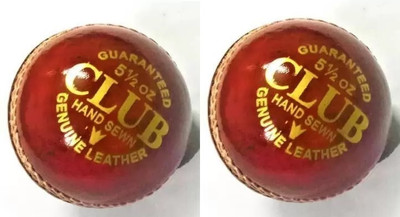 GUARANTEED
5½ OZ
CLUB
HAND SEWN
GENUINE LEATHER
GUARANTEED
5½ OZ
CLUB
HAND SEWN
GENUINE LEATHER